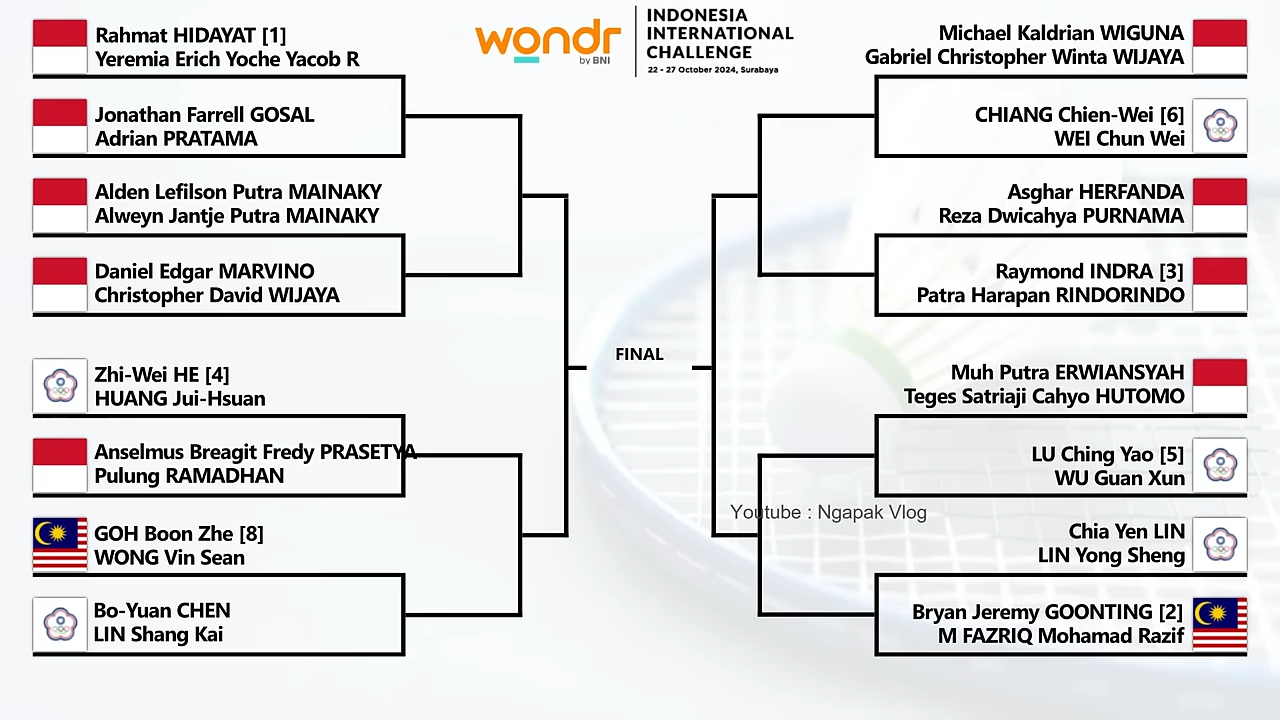 Rahmat HIDAYAT [1]
Yeremia Erich Yoche Yacob R
Jonathan Farrell GOSAL
Adrian PRATAMA
Alden Lefilson Putra MAINAKY
Alweyn Jantje Putra MAINAKY
Daniel Edgar MARVINO
Christopher David WIJAYA
Zhi-Wei HE [4]
HUANG Jui-Hsuan
Anselmus Breagit Fredy PRASETYA
Pulung RAMADHAN
GOH Boon Zhe [8]
WONG Vin Sean
Bo-Yuan CHEN
LIN Shang Kai
wondr
by BNI
INDONESIA
INTERNATIONAL
CHALLENGE
22 - 27 October 2024, Surabaya
FINAL
Youtube : Ngapak Vlog
Michael Kaldrian WIGUNA
Gabriel Christopher Winta WIJAYA
CHIANG Chien-Wei [6]
WEI Chun Wei
Asghar HERFANDA
Reza Dwicahya PURNAMA
Raymond INDRA [3]
Patra Harapan RINDORINDO
Muh Putra ERWIANSYAH
Teges Satriaji Cahyo HUTOMO
LU Ching Yao [5]
WU Guan Xun
Chia Yen LIN
LIN Yong Sheng
Bryan Jeremy GOONTING [2]
M FAZRIQ Mohamad Razif